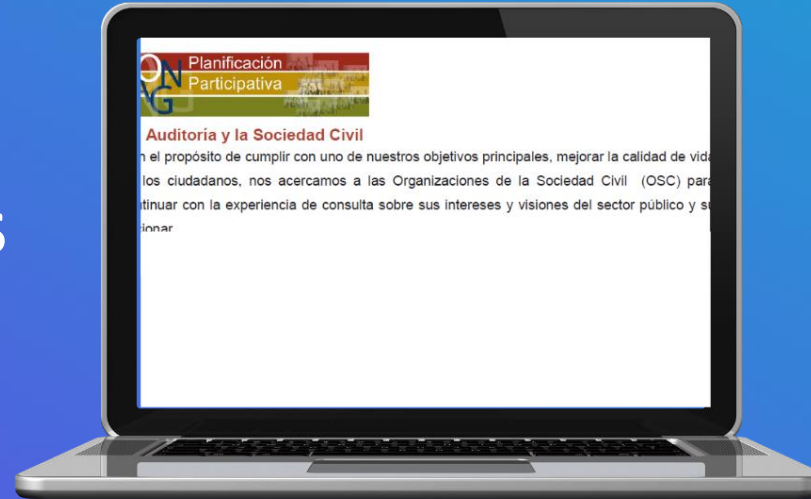 Planificación
Participativa
Auditoría y la Sociedad Civil
el propósito de cumplir con uno de nuestros objetivos principales, mejorar la calidad de vida
los ciudadanos, nos acercamos a las Organizaciones de la Sociedad Civil (OSC) para
con la experiencia de consulta sobre sus intereses y visiones del sector público y